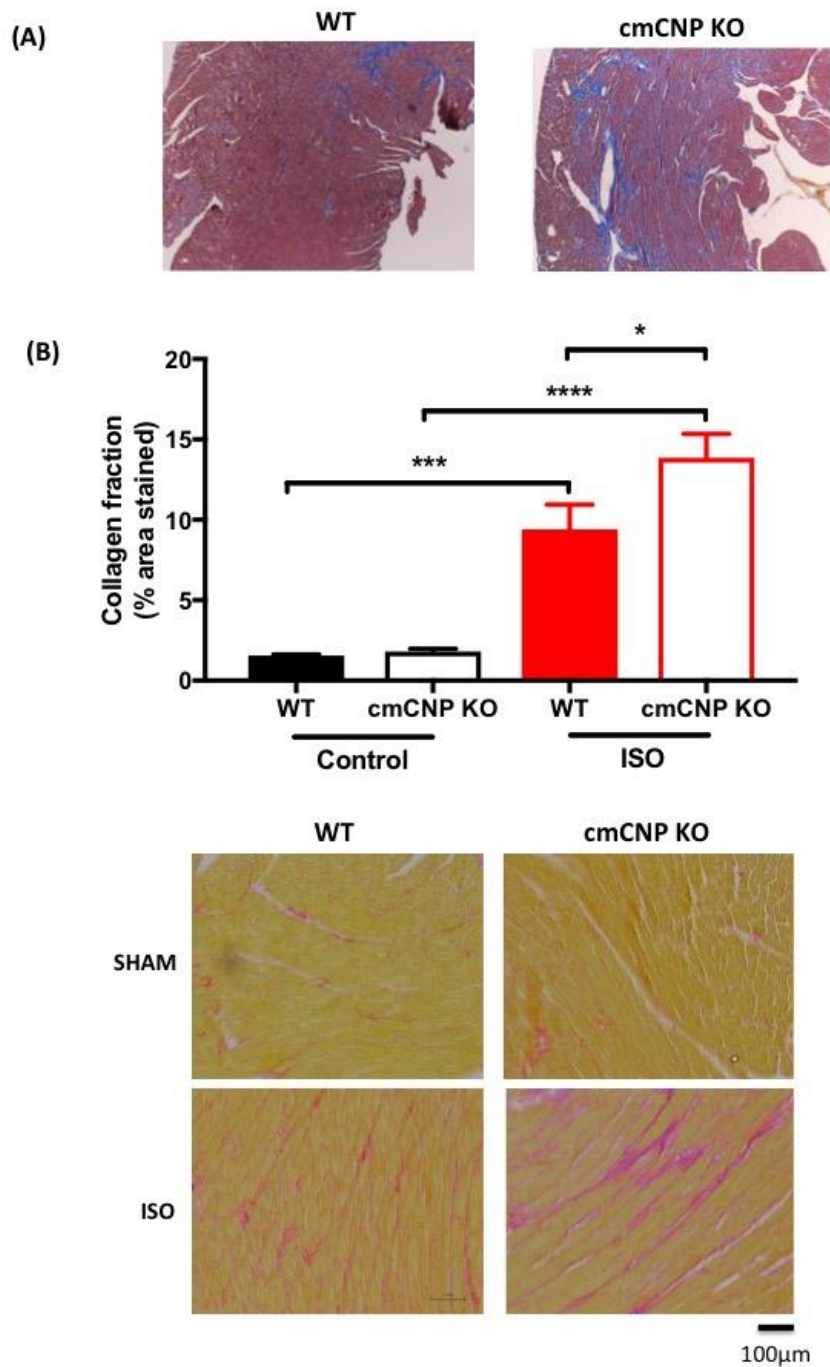 (A)
WT
cmCNP KO
(B)
Collagen fraction
(% area stained)
20
15
10
5
0
*
****
***
WT
cmCNP KO
WT
cmCNP KO
Control
ISO
WT
cmCNP KO
SHAM
ISO
100µm